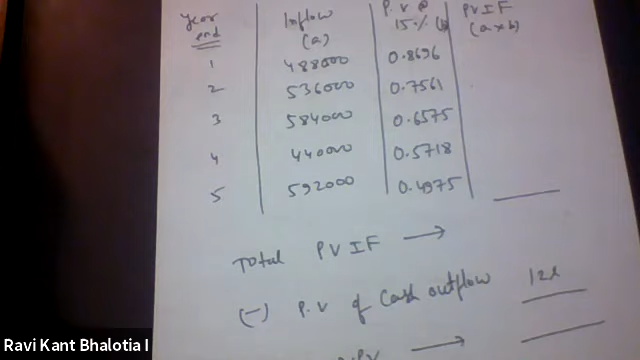 Year end Inflow (a) P.V @ 15% (b) PVIF (a x b)
1 488000 0.8696
2 536000 0.7561
3 584000 0.6575
4 440000 0.5718
5 592000 0.4975
Total PVIF →
(-) P.V of Cash outflow 12l
N.P.V →
Ravi Kant Bhalotia I